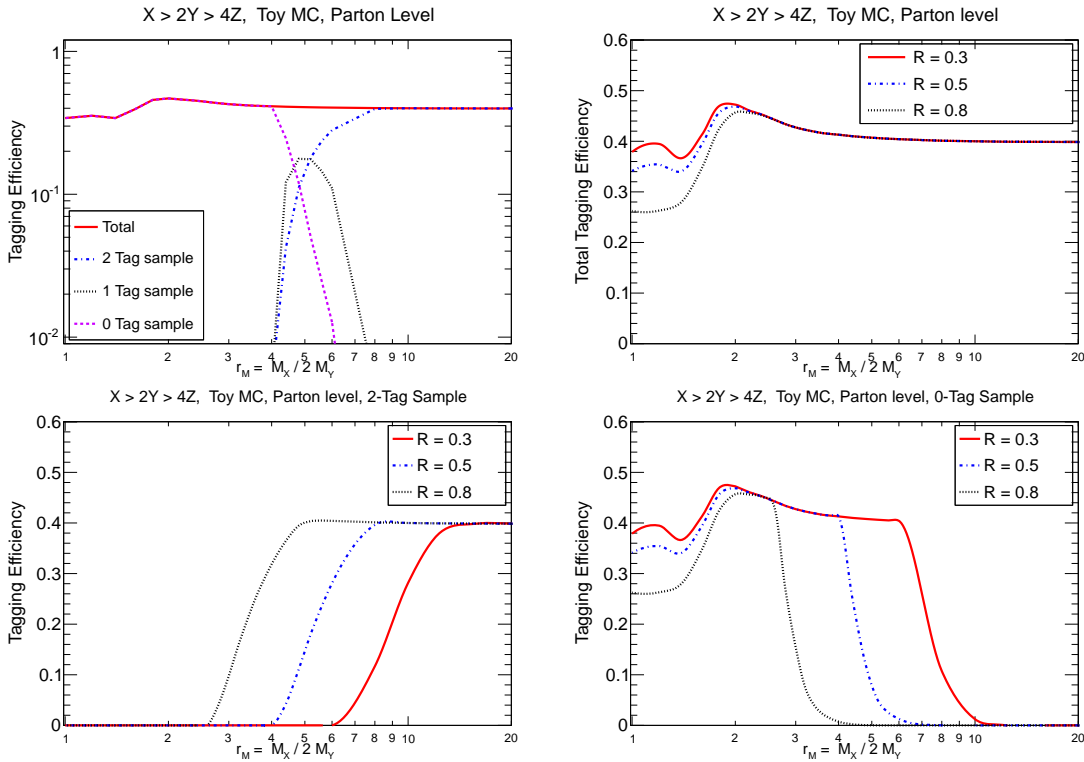 X > 2Y > 4Z, Toy MC, Parton Level
Tagging Efficiency
1
10^-1
10^-2
Total
2 Tag sample
1 Tag sample
0 Tag sample
1 2 3 4 5 6 7 8 9 10 20
r_M = M_X / 2 M_Y
X > 2Y > 4Z, Toy MC, Parton level
Total Tagging Efficiency
0.6
0.5
0.4
0.3
0.2
0.1
0
R = 0.3
R = 0.5
R = 0.8
1 2 3 4 5 6 7 8 9 10 20
r_M = M_X / 2 M_Y
X > 2Y > 4Z, Toy MC, Parton level, 2-Tag Sample
Tagging Efficiency
0.6
0.5
0.4
0.3
0.2
0.1
0
R = 0.3
R = 0.5
R = 0.8
1 2 3 4 5 6 7 8 9 10 20
r_M = M_X / 2 M_Y
X > 2Y > 4Z, Toy MC, Parton level, 0-Tag Sample
Tagging Efficiency
0.6
0.5
0.4
0.3
0.2
0.1
0
R = 0.3
R = 0.5
R = 0.8
1 2 3 4 5 6 7 8 9 10 20
r_M = M_X / 2 M_Y